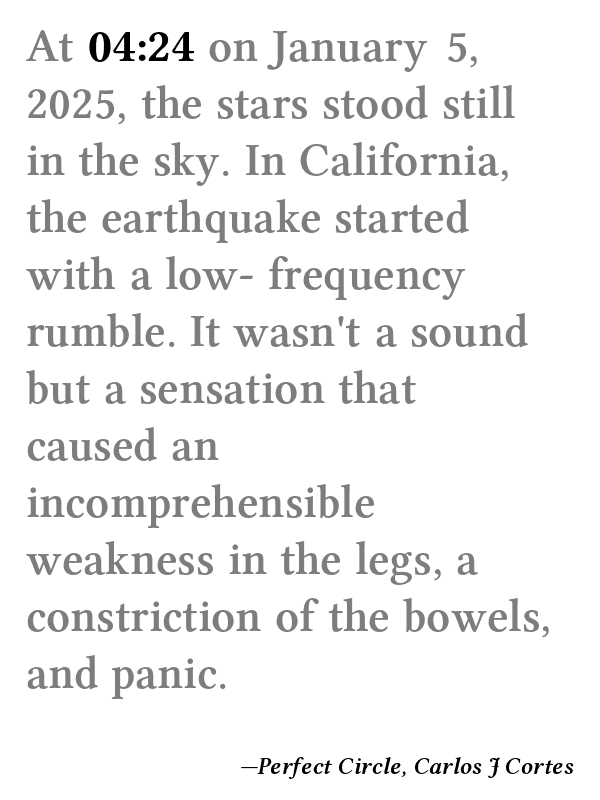 At 04:24 on January 5,
2025, the stars stood still
in the sky. In California,
the earthquake started
with a low- frequency
rumble. It wasn't a sound
but a sensation that
caused an
incomprehensible
weakness in the legs, a
constriction of the bowels,
and panic.
—Perfect Circle, Carlos J Cortes